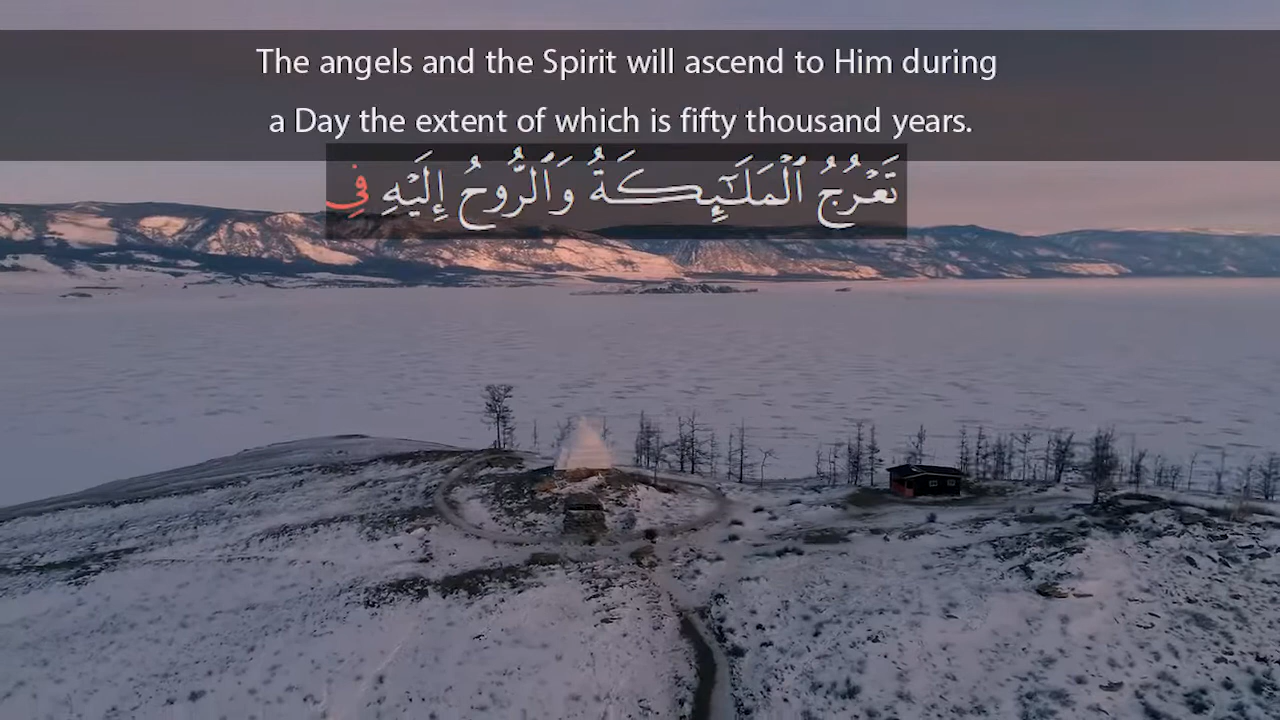 The angels and the Spirit will ascend to Him during
a Day the extent of which is fifty thousand years.
تَعْرُجُ ٱلْمَلَـٰٓئِكَةُ وَٱلرُّوحُ إِلَيْهِ فِى